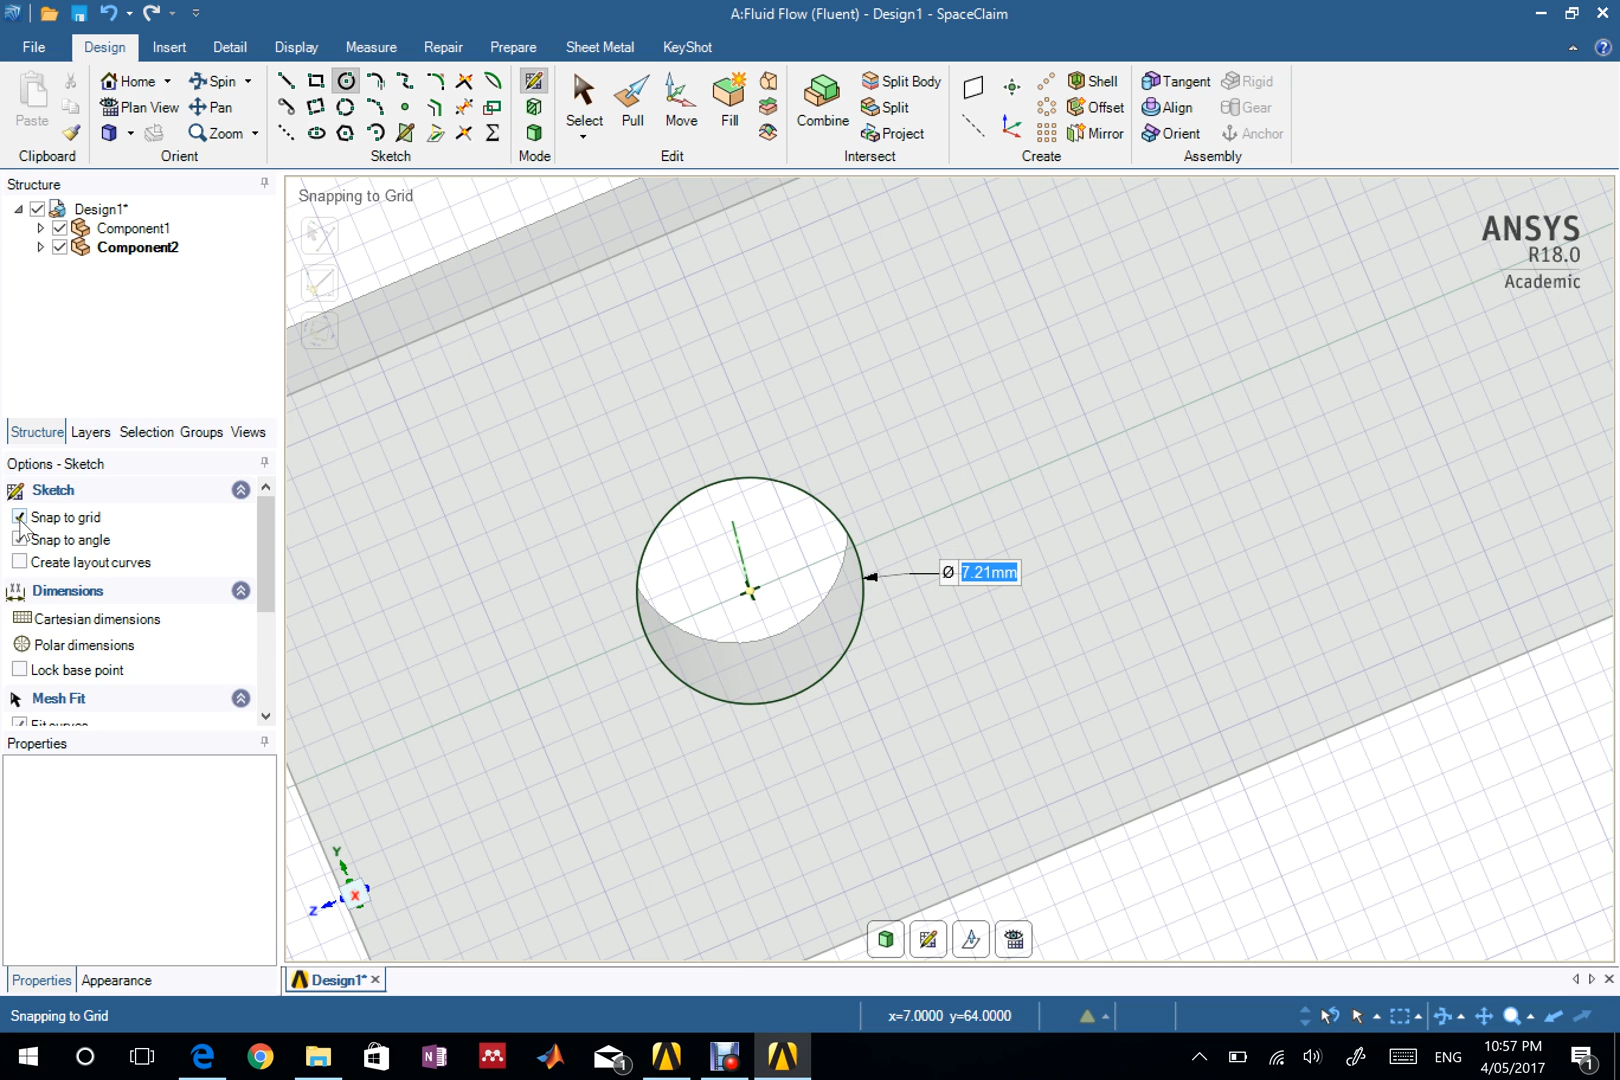 A:Fluid Flow (Fluent) - Design1 - SpaceClaim
File Design Insert Detail Display Measure Repair Prepare Sheet Metal KeyShot
Paste
Clipboard
Home Spin
Plan View Pan
Zoom
Orient
Sketch
Mode
Select Pull Move Fill
Edit
Combine
Split Body
Split
Project
Intersect
Shell
Offset
Mirror
Create
Tangent Rigid
Align Gear
Orient Anchor
Assembly
Structure
Design1*
Component1
Component2
Structure Layers Selection Groups Views
Options - Sketch
Sketch
Snap to grid
Snap to angle
Create layout curves
Dimensions
Cartesian dimensions
Polar dimensions
Lock base point
Mesh Fit
Fit curves
Properties
Properties Appearance
Snapping to Grid
ANSYS
R18.0
Academic
Ø 7.21mm
Y
Z
X
Design1*
Snapping to Grid
x=7.0000 y=64.0000
1
ENG
10:57 PM
4/05/2017
1